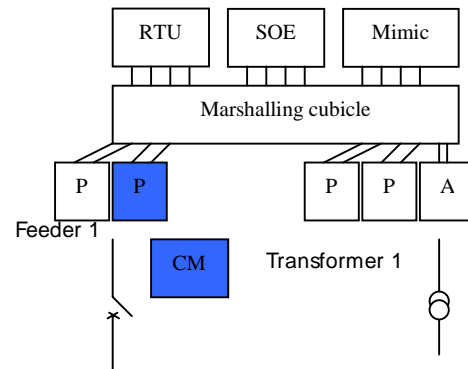 RTU SOE Mimic
Marshalling cubicle
P P P P A
Feeder 1
CM Transformer 1